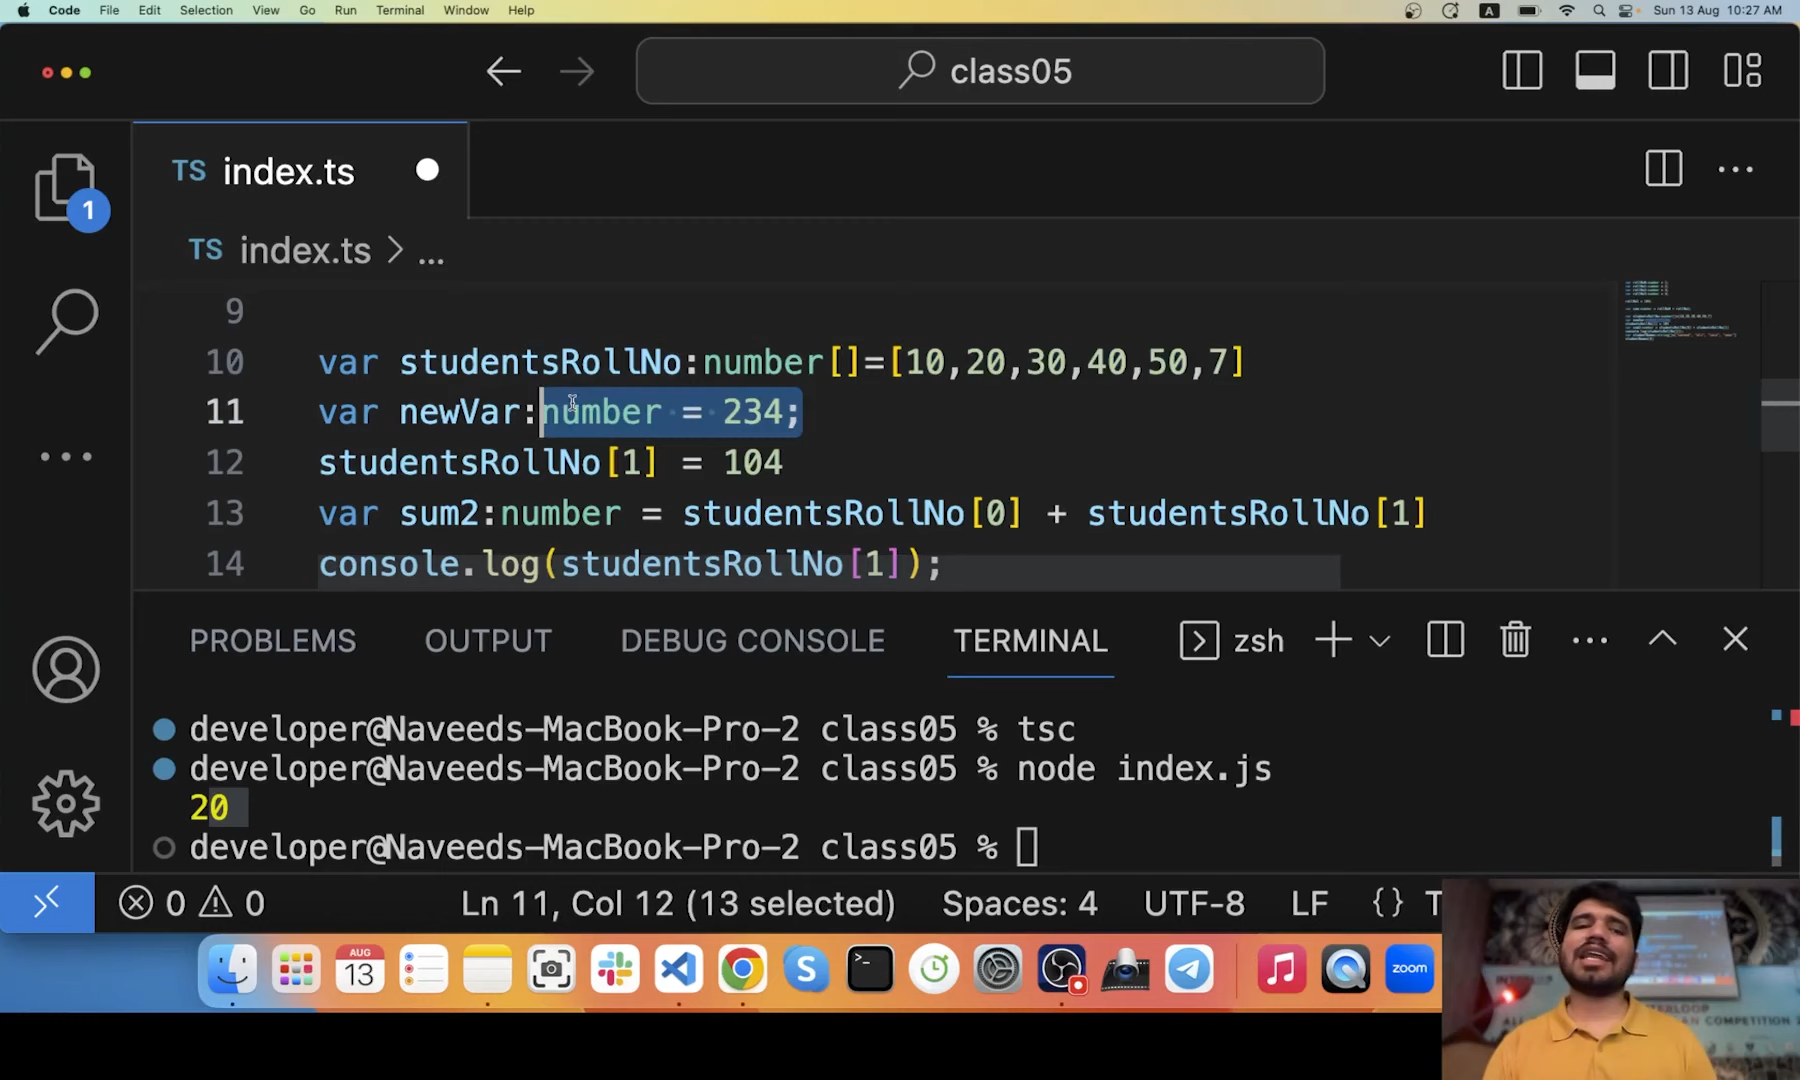 Code File Edit Selection View Go Run Terminal Window Help A Sun 13 Aug 10:27 AM
class05
TS index.ts
1
TS index.ts > ...
9
10 var studentsRollNo:number[]=[10,20,30,40,50,7]
11 var newVar:number = 234;
12 studentsRollNo[1] = 104
13 var sum2:number = studentsRollNo[0] + studentsRollNo[1]
14 console.log(studentsRollNo[1]);
PROBLEMS OUTPUT DEBUG CONSOLE TERMINAL zsh
developer@Naveeds-MacBook-Pro-2 class05 % tsc
developer@Naveeds-MacBook-Pro-2 class05 % node index.js
20
developer@Naveeds-MacBook-Pro-2 class05 %
0 0 Ln 11, Col 12 (13 selected) Spaces: 4 UTF-8 LF {} T
AUG
13
S
zoom
COMPETITION